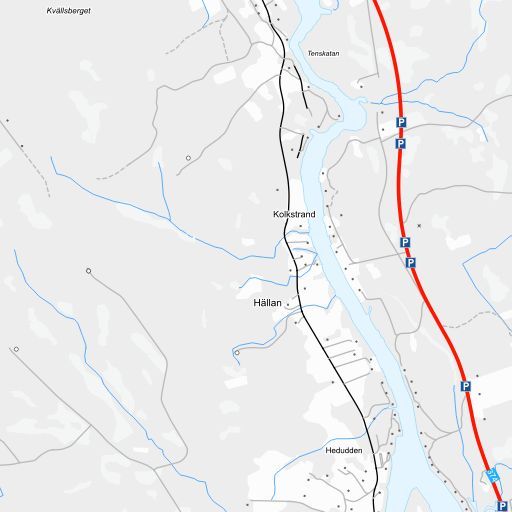 Kvällsberget
Tenskatan
P
P
Kolkstrand
P
P
Hällan
P
Hedudden
P